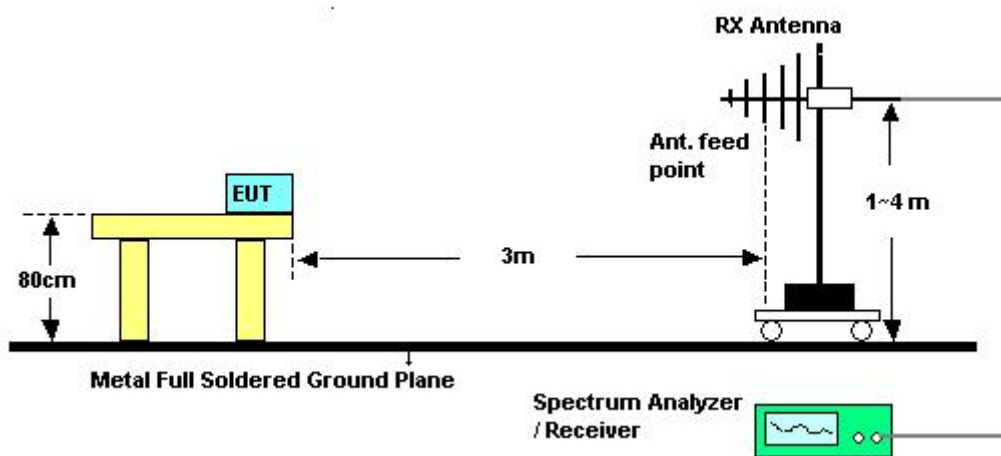 RX Antenna
Ant. feed
point
EUT
1~4 m
3m
80cm
Metal Full Soldered Ground Plane
Spectrum Analyzer
/ Receiver